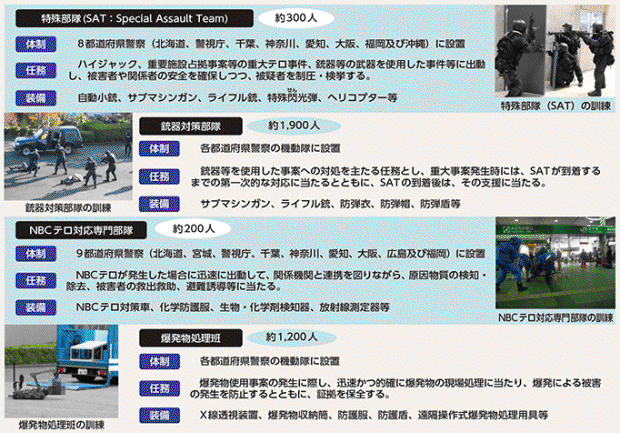 特殊部隊(SAT：Special Assault Team)
約300人
体制
8都道府県警察（北海道、警視庁、千葉、神奈川、愛知、大阪、福岡及び沖縄）に設置
任務
ハイジャック、重要施設占拠事案等の重大テロ事件、銃器等の武器を使用した事件等に出動
し、被害者や関係者の安全を確保しつつ、被疑者を制圧・検挙する。
装備
自動小銃、サブマシンガン、ライフル銃、特殊閃光弾、ヘリコプター等
せん
特殊部隊（SAT）の訓練
銃器対策部隊
約1,900人
体制
各都道府県警察の機動隊に設置
任務
銃器等を使用した事案への対処を主たる任務とし、重大事案発生時には、SATが到着する
までの第一次的な対応に当たるとともに、SATの到着後は、その支援に当たる。
装備
サブマシンガン、ライフル銃、防弾衣、防弾帽、防弾盾等
銃器対策部隊の訓練
NBCテロ対応専門部隊
約200人
体制
9都道府県警察（北海道、宮城、警視庁、千葉、神奈川、愛知、大阪、広島及び福岡）に設置
任務
NBCテロが発生した場合に迅速に出動して、関係機関と連携を図りながら、原因物質の検知・
除去、被害者の救出救助、避難誘導等に当たる。
装備
NBCテロ対策車、化学防護服、生物・化学剤検知器、放射線測定器等
NBCテロ対応専門部隊の訓練
爆発物処理班
約1,200人
体制
各都道府県警察の機動隊に設置
任務
爆発物使用事案の発生に際し、迅速かつ的確に爆発物の現場処理に当たり、爆発による被害
の発生を防止するとともに、証拠を保全する。
装備
X線透視装置、爆発物収納筒、防護服、防護盾、遠隔操作式爆発物処理用具等
爆発物処理班の訓練